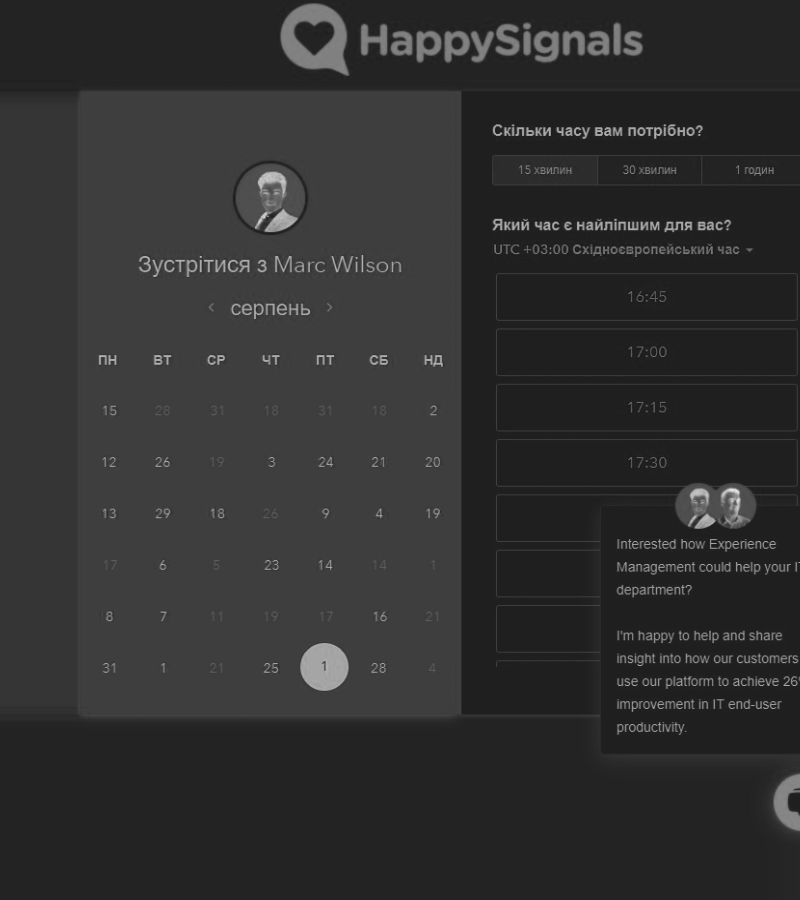 HappySignals
Зустрітися з Marc Wilson
серпень
ПН ВТ СР ЧТ ПТ СБ НД
15 28 31 18 31 18 2
12 26 19 3 24 21 20
13 29 18 26 9 4 19
17 6 5 23 14 14 1
8 7 11 19 17 16 21
31 1 21 25 1 28 4
Скільки часу вам потрібно?
15 хвилин 30 хвилин 1 годин
Який час є найліпшим для вас?
UTC +03:00 Східноєвропейський час
16:45
17:00
17:15
17:30
Interested how Experience
Management could help your IT
department?
I'm happy to help and share
insight into how our customers
use our platform to achieve 26
improvement in IT end-user
productivity.